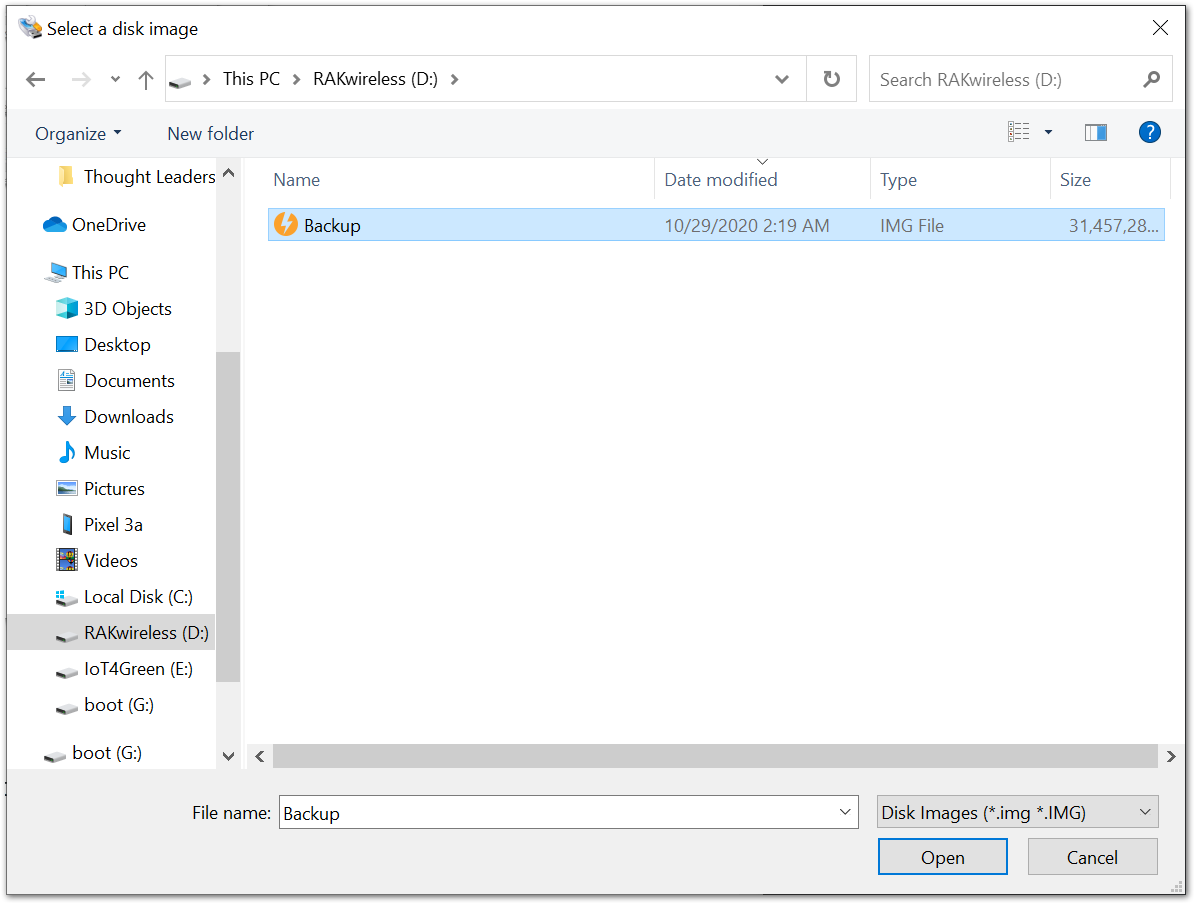 Select a disk image
This PC > RAKwireless (D:) >
Search RAKwireless (D:)
Organize
New folder
?
Name
Date modified
Type
Size
Backup
10/29/2020 2:19 AM
IMG File
31,457,28...
Thought Leaders
OneDrive
This PC
3D Objects
Desktop
Documents
Downloads
Music
Pictures
Pixel 3a
Videos
Local Disk (C:)
RAKwireless (D:)
IoT4Green (E:)
boot (G:)
boot (G:)
File name:
Backup
Disk Images (*.img *.IMG)
Open
Cancel